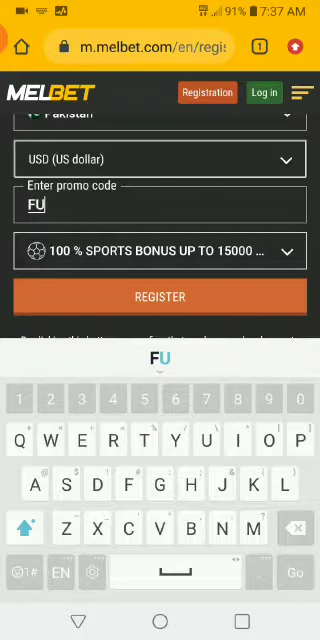 91% 7:37 AM
m.melbet.com/en/regis
1
MELBET
Registration
Log in
Pakistan
USD (US dollar)
Enter promo code
FU
100 % SPORTS BONUS UP TO 15000 ...
REGISTER
FU
1 2 3 4 5 6 7 8 9 0
Q W E R T Y U I O P
A S D F G H J K L
Z X C V B N M
☺1# EN . Go